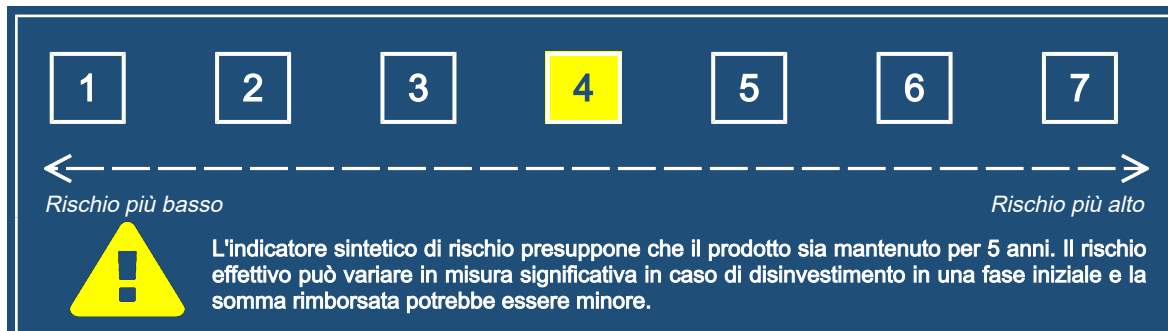 1 2 3 4 5 6 7
Rischio più basso Rischio più alto
L'indicatore sintetico di rischio presuppone che il prodotto sia mantenuto per 5 anni. Il rischio
effettivo può variare in misura significativa in caso di disinvestimento in una fase iniziale e la
somma rimborsata potrebbe essere minore.